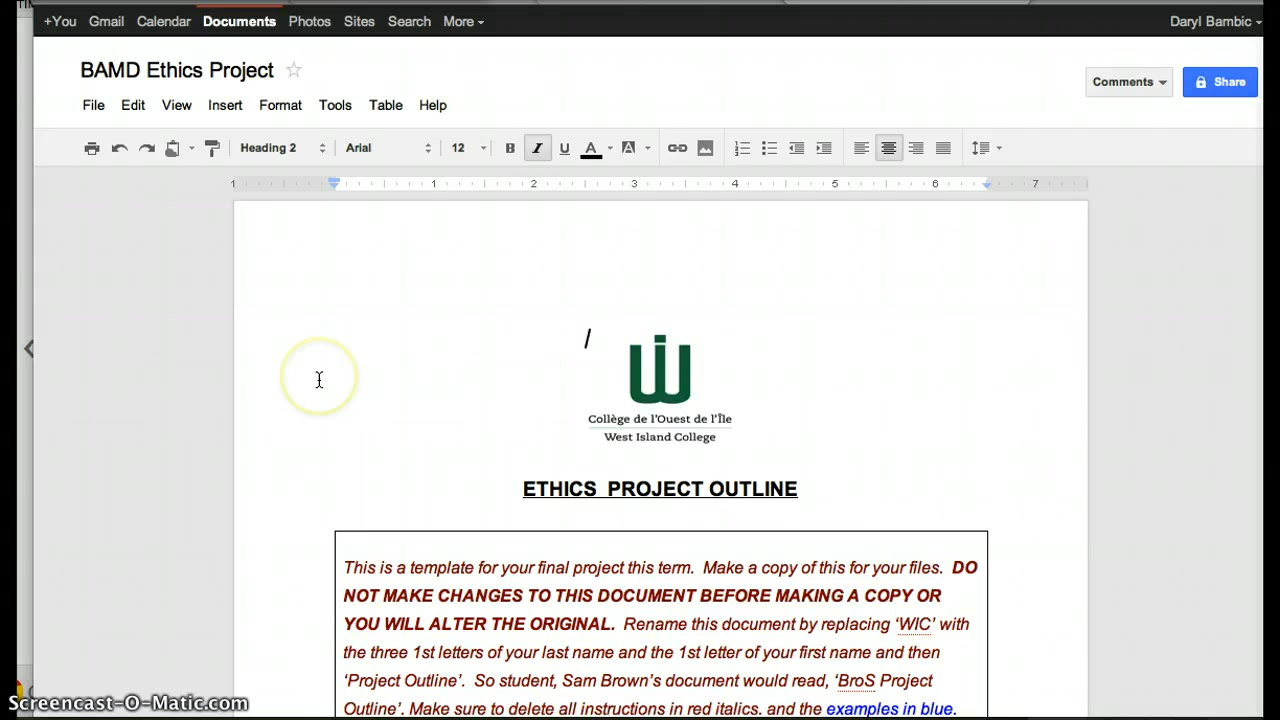 +You Gmail Calendar Documents Photos Sites Search More Daryl Bambic
BAMD Ethics Project
Comments Share
File Edit View Insert Format Tools Table Help
Heading 2 Arial 12 B I U A A
1 1 2 3 4 5 6 7
Collège de l'Ouest de l'Île
West Island College
ETHICS PROJECT OUTLINE
This is a template for your final project this term. Make a copy of this for your files. DO
NOT MAKE CHANGES TO THIS DOCUMENT BEFORE MAKING A COPY OR
YOU WILL ALTER THE ORIGINAL. Rename this document by replacing ‘WIC’ with
the three 1st letters of your last name and the 1st letter of your first name and then
‘Project Outline’. So student, Sam Brown’s document would read, ‘BroS Project
Outline’. Make sure to delete all instructions in red italics. and the examples in blue.
Screencast-O-Matic.com